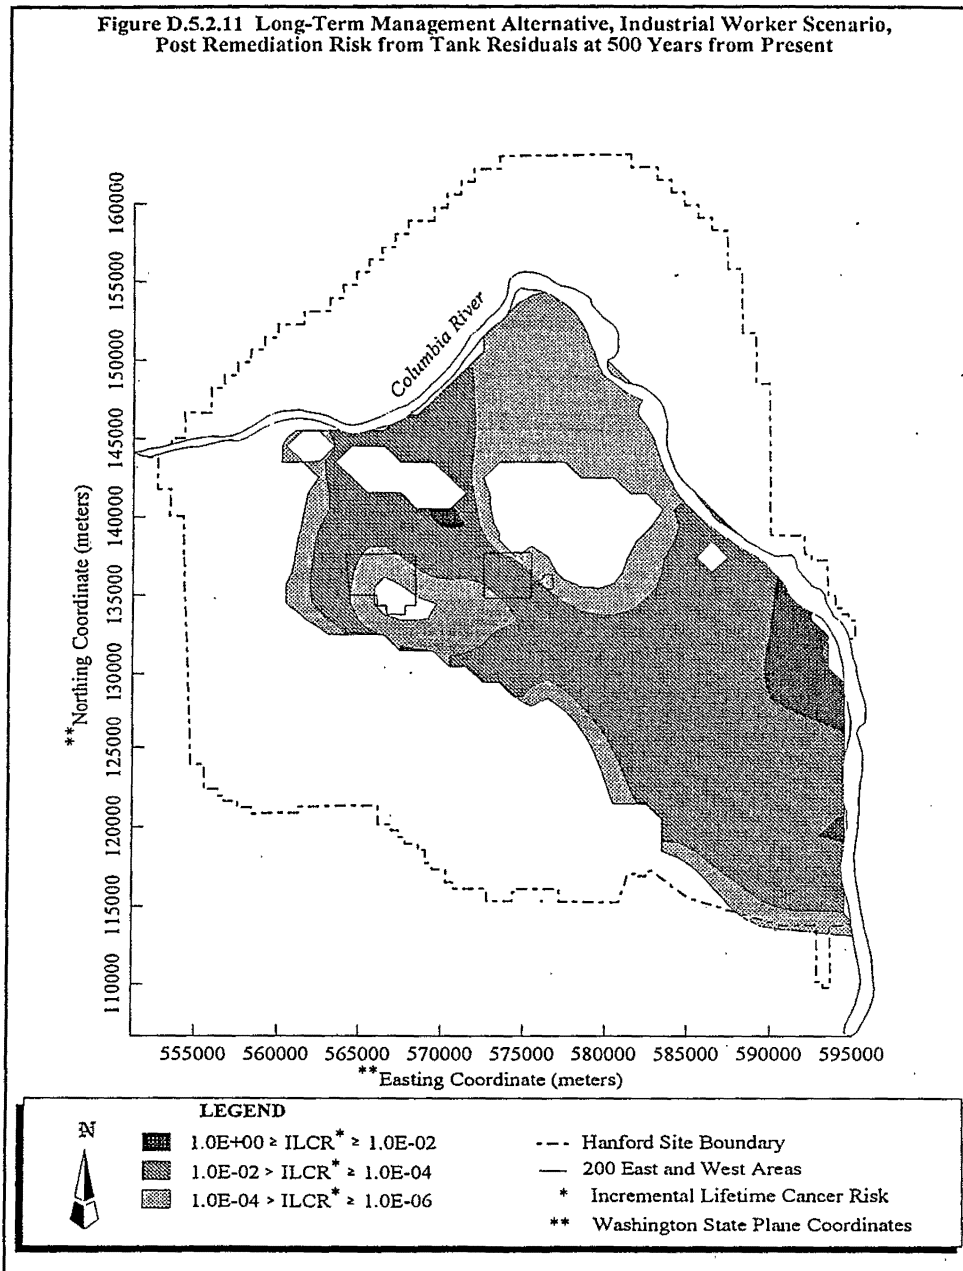 Figure D.5.2.11 Long-Term Management Alternative, Industrial Worker Scenario,
Post Remediation Risk from Tank Residuals at 500 Years from Present
160000
155000
150000
145000
140000
135000
130000
125000
120000
115000
110000
**Northing Coordinate (meters)
Columbia River
555000 560000 565000 570000 575000 580000 585000 590000 595000
**Easting Coordinate (meters)
LEGEND
N
1.0E+00 ≥ ILCR* ≥ 1.0E-02
1.0E-02 > ILCR* ≥ 1.0E-04
1.0E-04 > ILCR* ≥ 1.0E-06
Hanford Site Boundary
200 East and West Areas
* Incremental Lifetime Cancer Risk
** Washington State Plane Coordinates